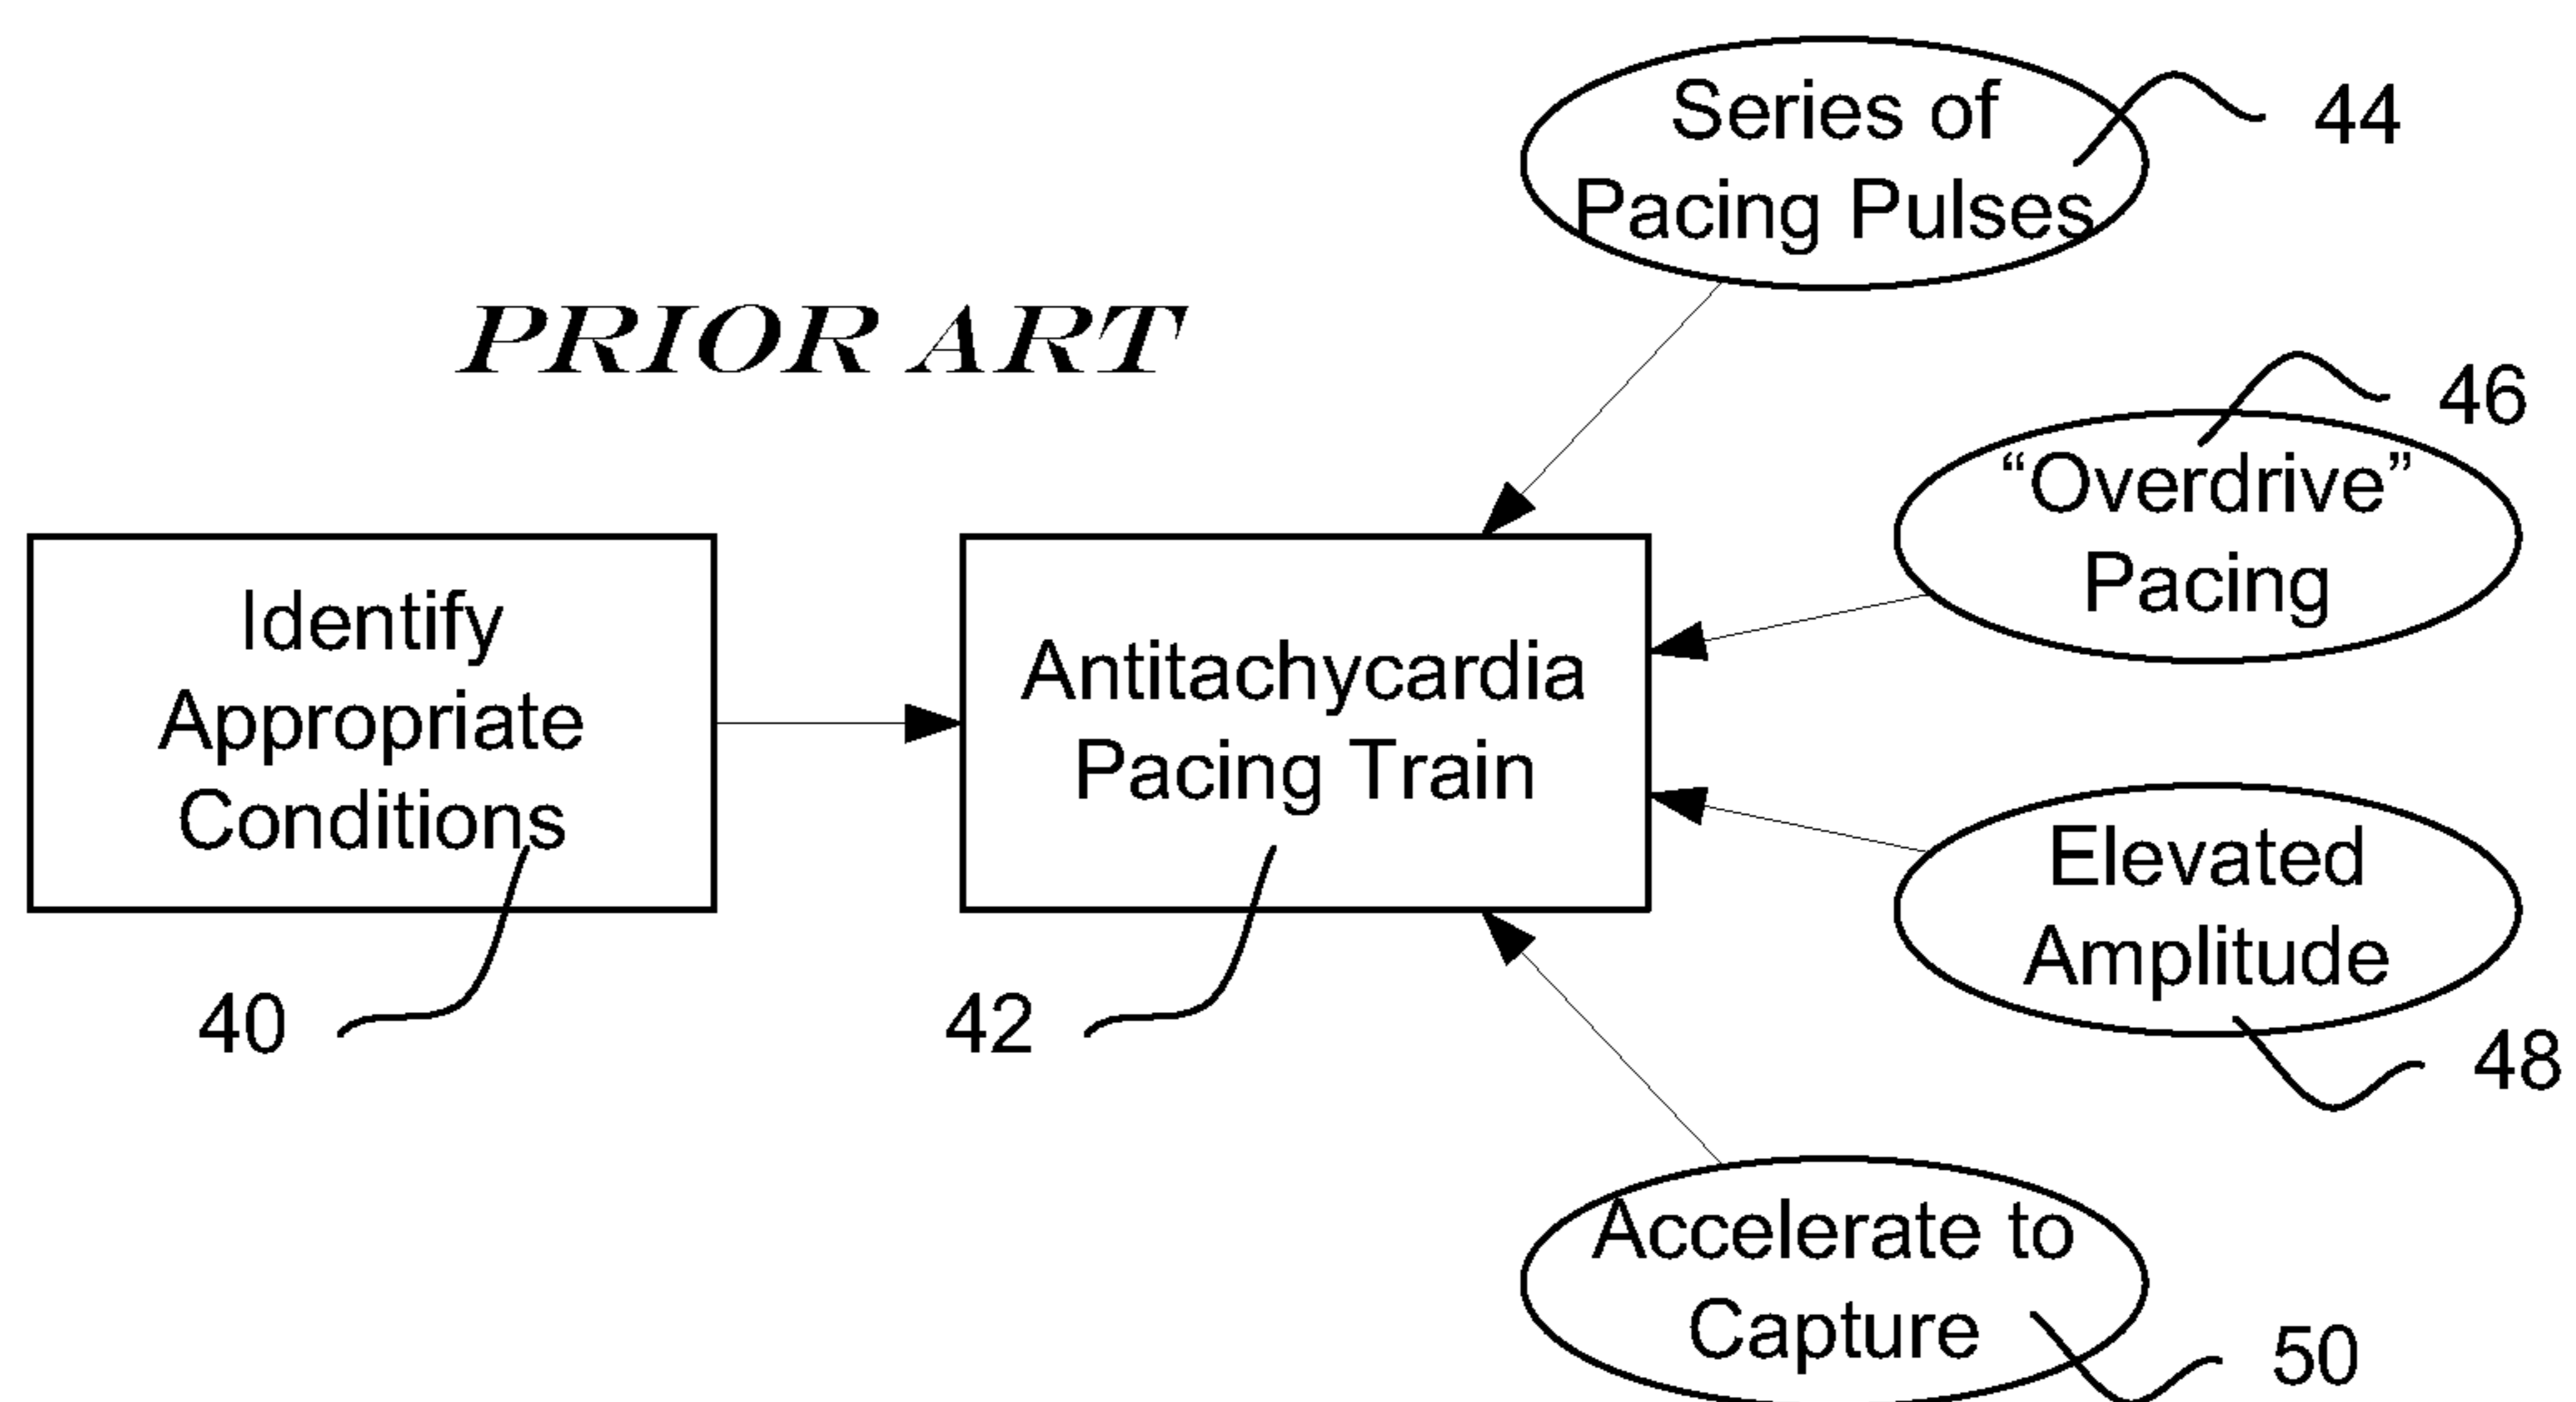 Series of
Pacing Pulses
44
PRIOR ART
46
“Overdrive”
Pacing
Identify
Appropriate
Conditions
40
Antitachycardia
Pacing Train
42
Elevated
Amplitude
48
Accelerate to
Capture
50